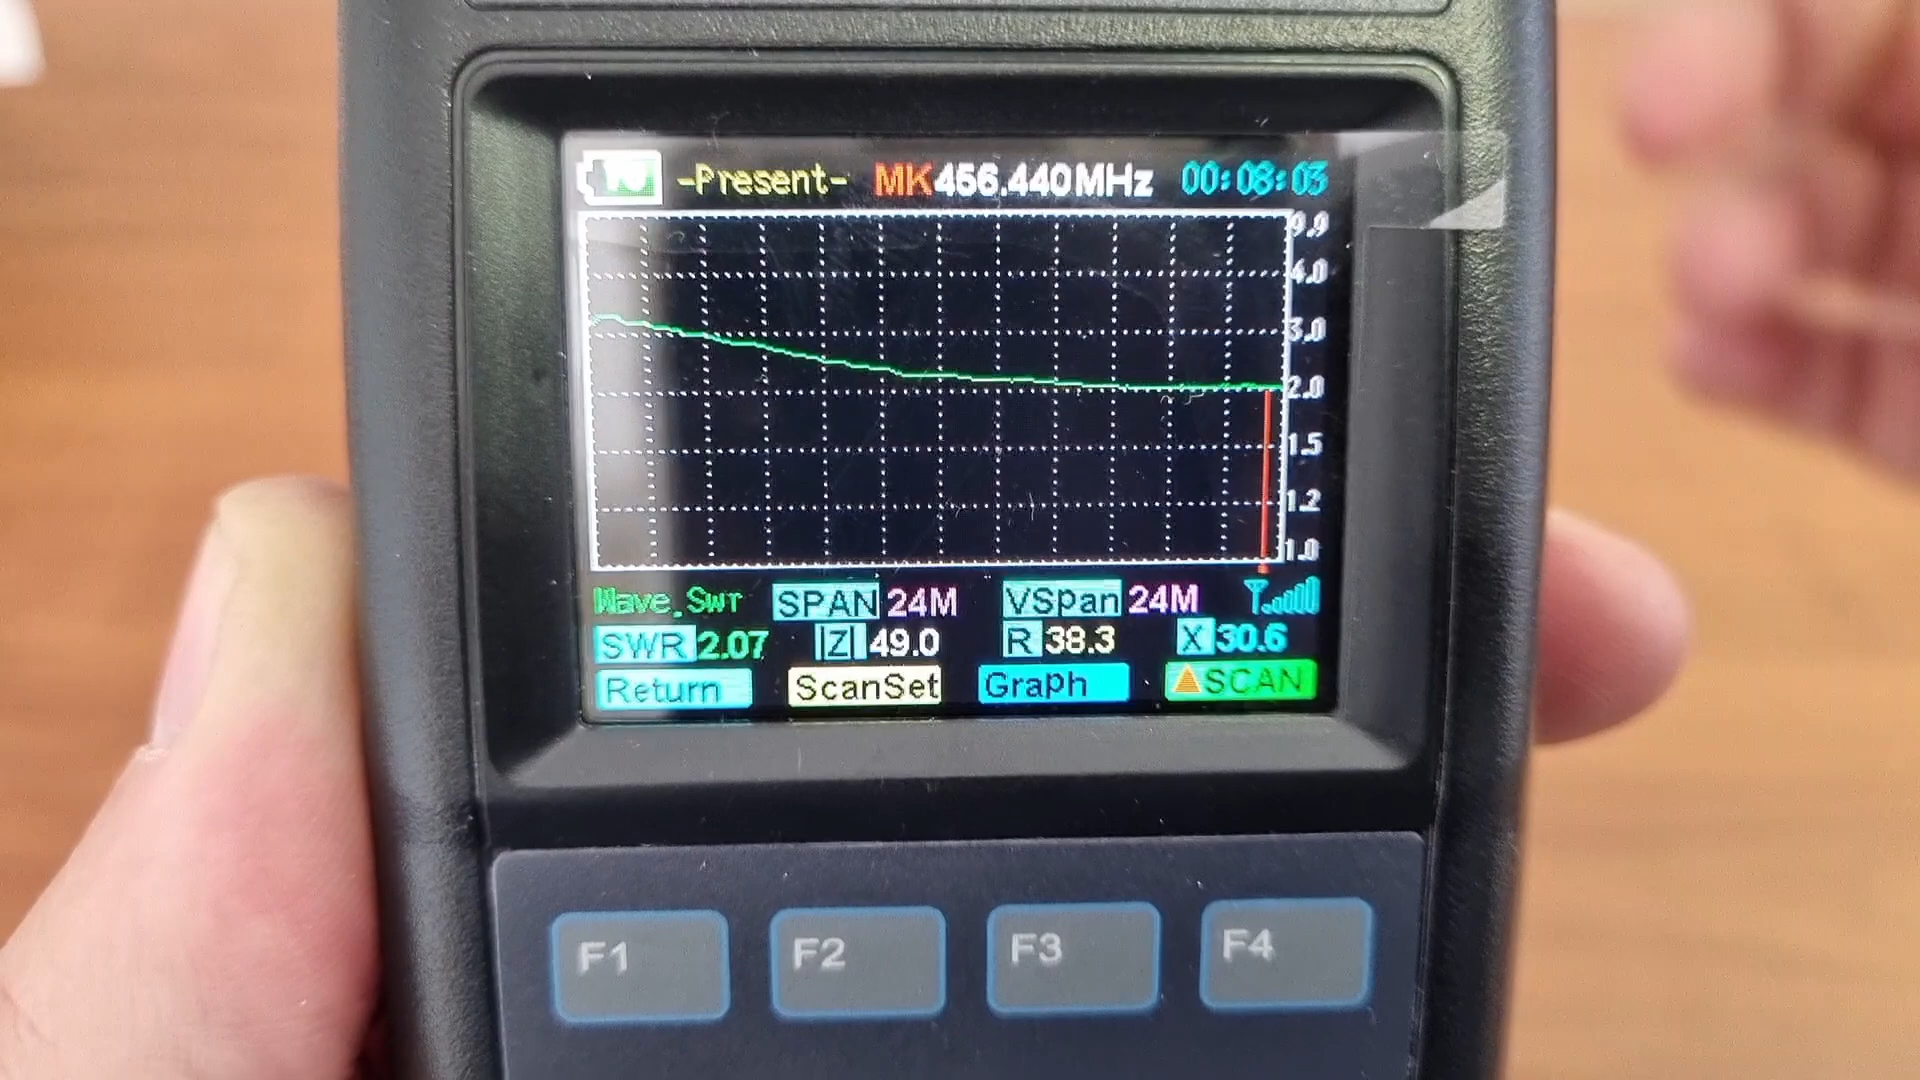 -Present- MK456.440MHz 00:08:03
9.9
4.0
3.0
2.0
1.5
1.2
1.0
Wave.Swr SPAN 24M VSpan 24M
SWR 2.07 |Z| 49.0 R 38.3 X 30.6
Return ScanSet Graph SCAN
F1 F2 F3 F4